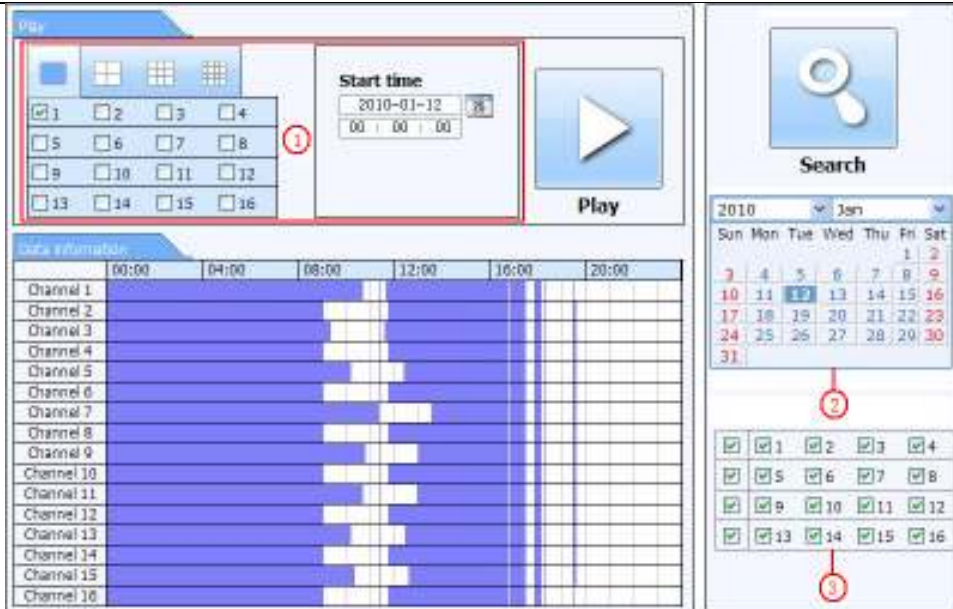 Play
Start time
2010-01-12
00 : 00 : 00
1 2 3 4
5 6 7 8
9 10 11 12
13 14 15 16
1
Play
Data information
00:00 04:00 08:00 12:00 16:00 20:00
Channel 1
Channel 2
Channel 3
Channel 4
Channel 5
Channel 6
Channel 7
Channel 8
Channel 9
Channel 10
Channel 11
Channel 12
Channel 13
Channel 14
Channel 15
Channel 16
Search
2010 Jan
Sun Mon Tue Wed Thu Fri Sat
1 2
3 4 5 6 7 8 9
10 11 12 13 14 15 16
17 18 19 20 21 22 23
24 25 26 27 28 29 30
31
2
1 2 3 4
5 6 7 8
9 10 11 12
13 14 15 16
3